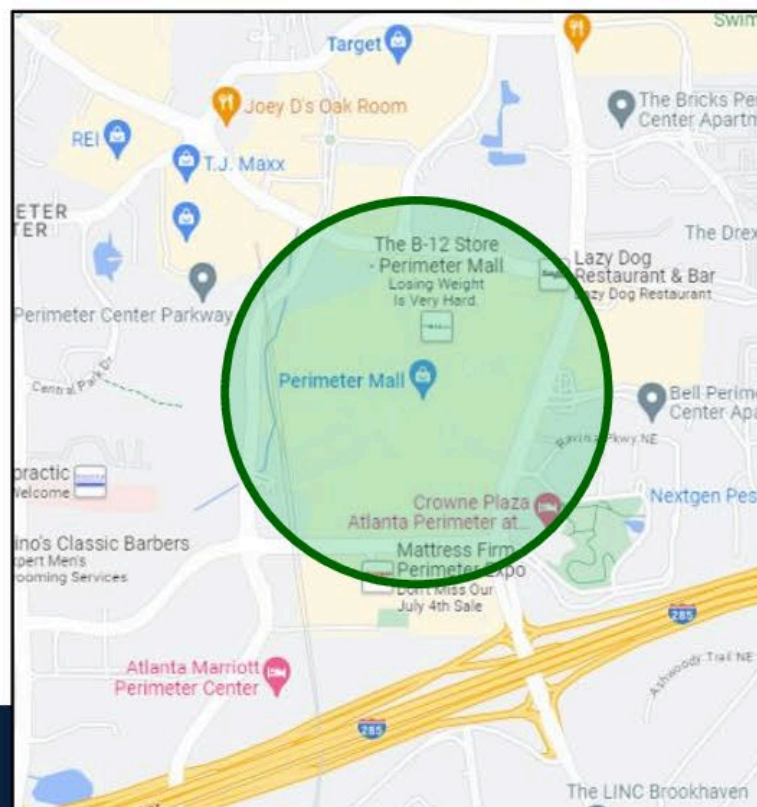 Swim
Target
Joey D's Oak Room
The Bricks Pe
Center Apartm
REI
T.J. Maxx
ETER
TER
The B-12 Store
- Perimeter Mall
Losing Weight
Is Very Hard.
The Drex
Lazy Dog
Restaurant & Bar
Lazy Dog Restaurant
Perimeter Center Parkway
Perimeter Mall
Central Park Dr
Bell Perime
Center Apa
Ravinia Pkwy NE
practic
Welcome
Crowne Plaza
Atlanta Perimeter at...
Nextgen Pes
ino's Classic Barbers
xpert Men's
rooming Services
Mattress Firm
Perimeter Expo
Don't Miss Our
July 4th Sale
285
Atlanta Marriott
Perimeter Center
Ashwoody Trail NE
285
The LINC Brookhaven